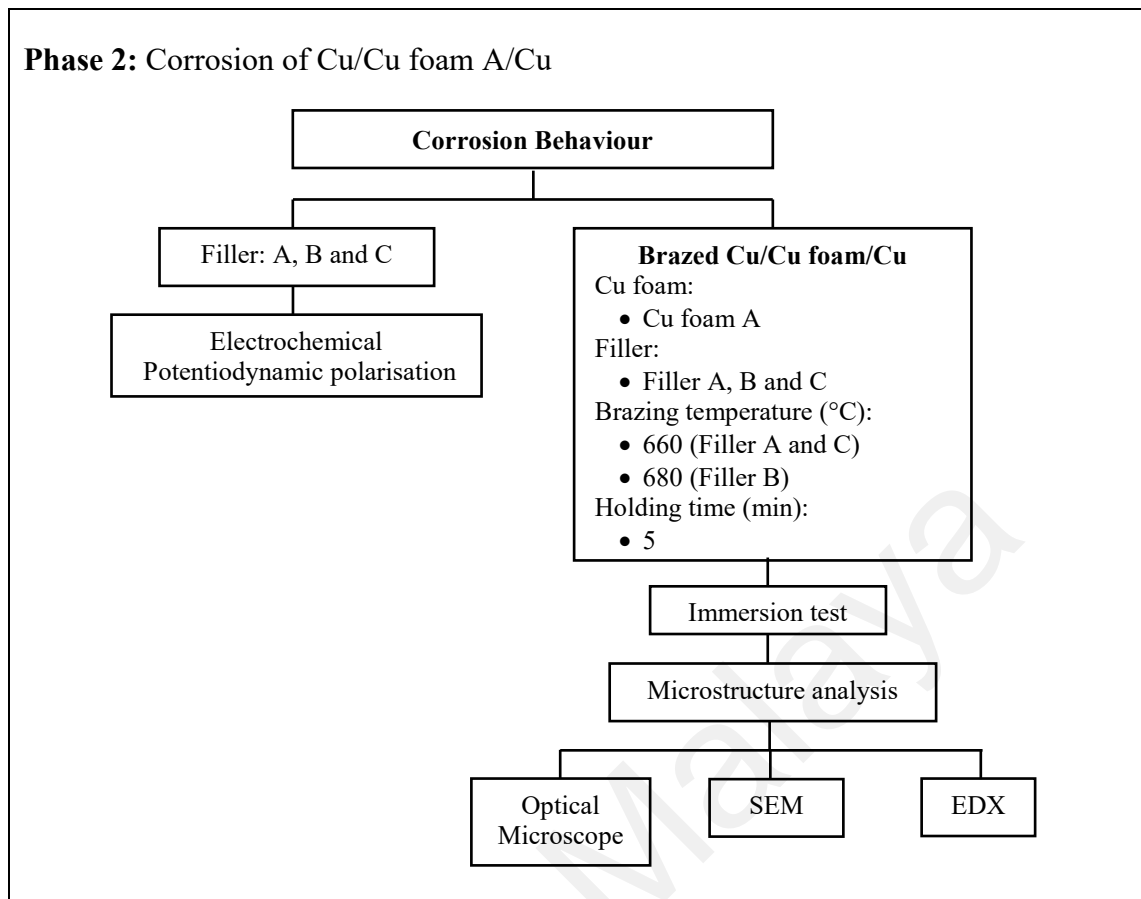 Phase 2: Corrosion of Cu/Cu foam A/Cu
Corrosion Behaviour
Filler: A, B and C
Electrochemical
Potentiodynamic polarisation
Brazed Cu/Cu foam/Cu
Cu foam:
• Cu foam A
Filler:
• Filler A, B and C
Brazing temperature (°C):
• 660 (Filler A and C)
• 680 (Filler B)
Holding time (min):
• 5
Immersion test
Microstructure analysis
Optical
Microscope
SEM
EDX
Malaya